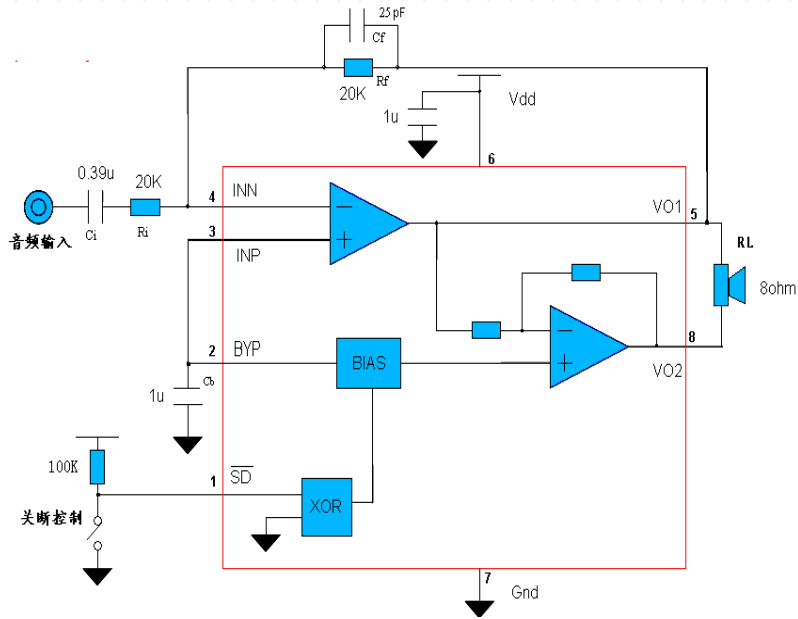 25pF
Cf
Rf
20K
Vdd
1u
6
0.39u
20K
4
INN
VO1
5
音频输入
Ci
Ri
3
INP
RL
8ohm
2
BYP
BIAS
8
VO2
1u
Cb
100K
1
SD
XOR
关断控制
7
Gnd